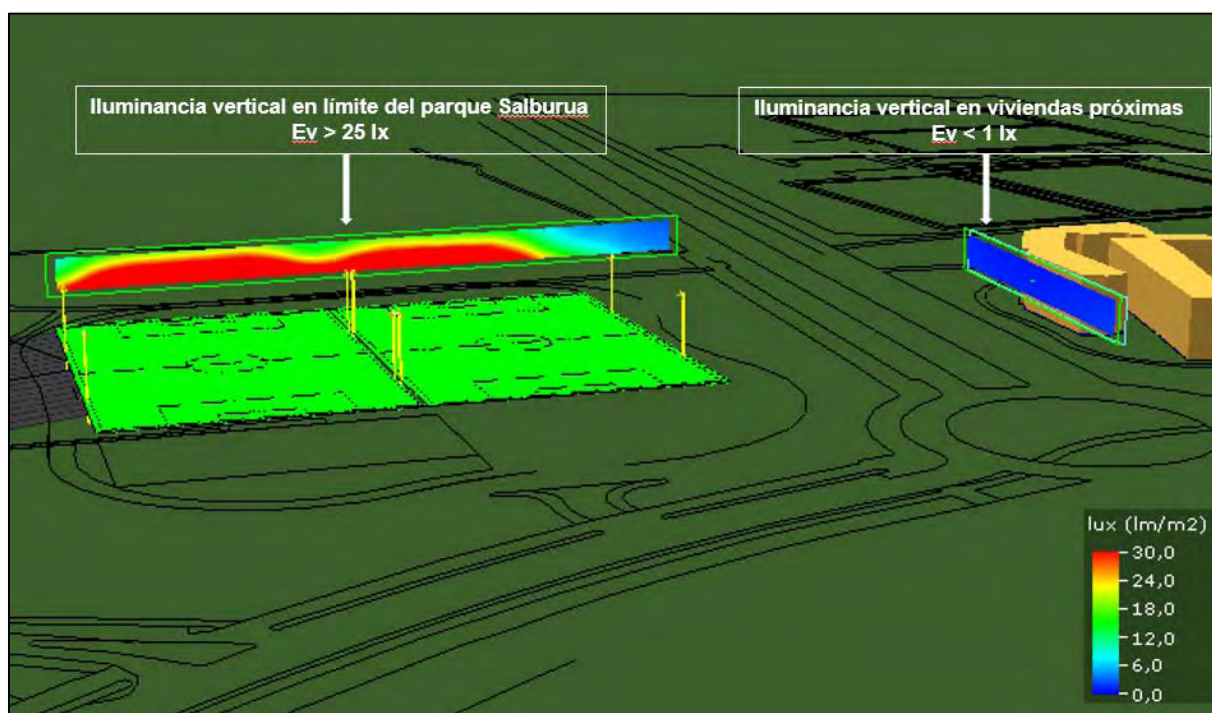 Iluminancia vertical en límite del parque Salburua
Ev > 25 lx
Iluminancia vertical en viviendas próximas
Ev < 1 lx
lux (lm/m2)
30,0
24,0
18,0
12,0
6,0
0,0